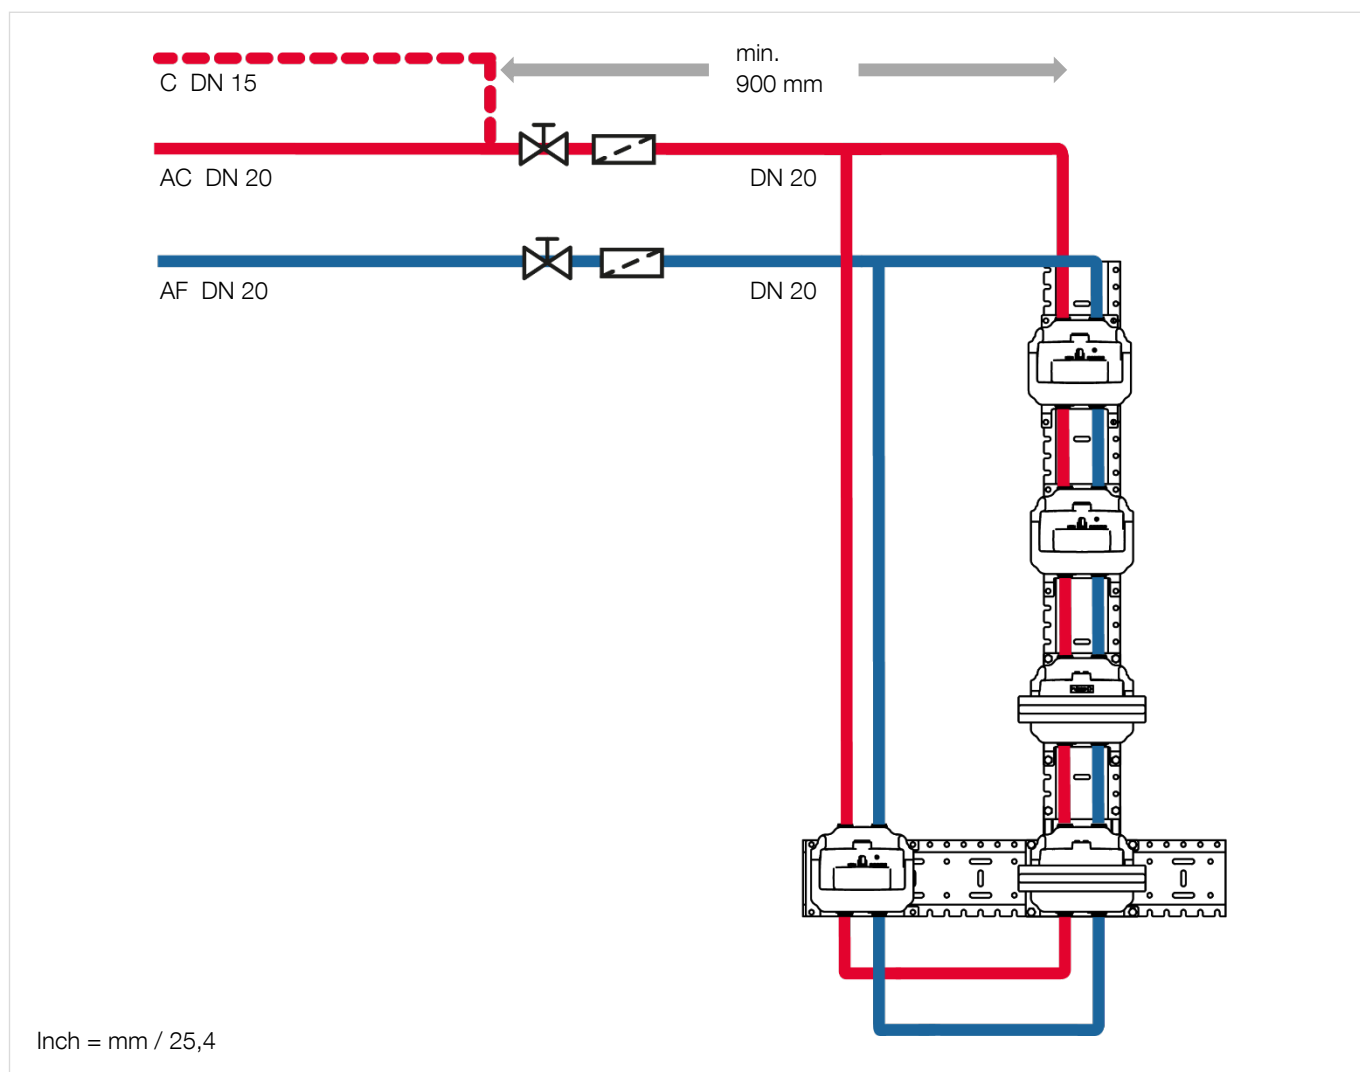 min.
900 mm
C DN 15
AC DN 20
DN 20
AF DN 20
DN 20
Inch = mm / 25,4